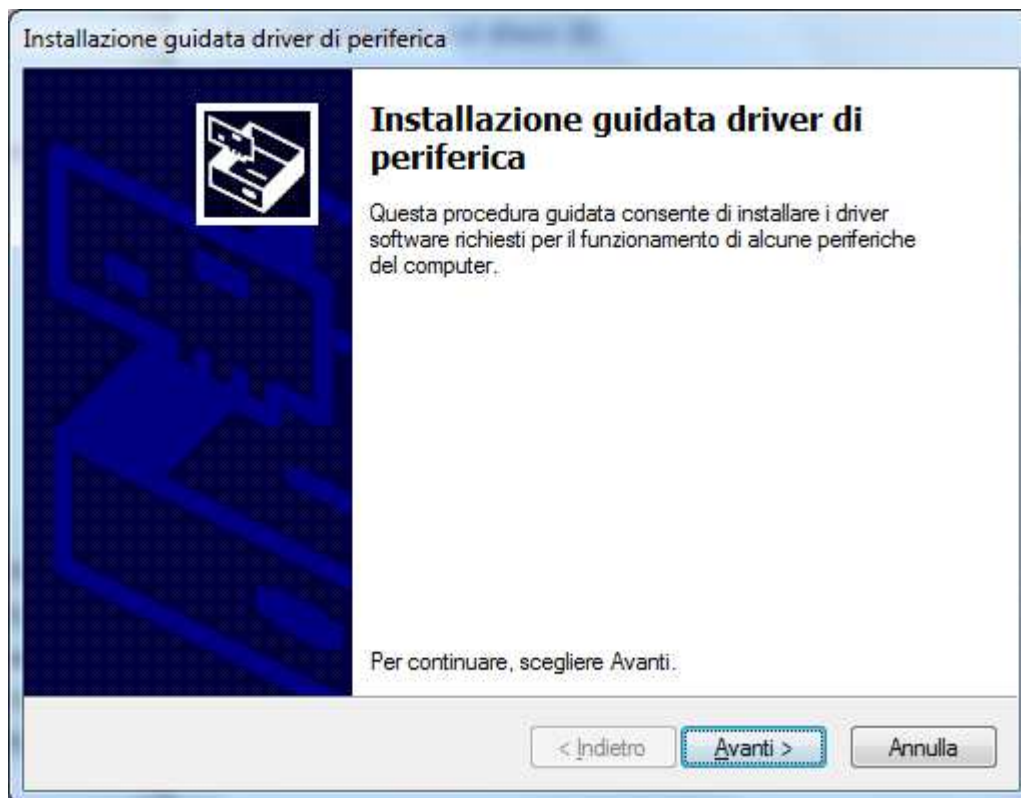 Installazione guidata driver di periferica
Installazione guidata driver di
periferica
Questa procedura guidata consente di installare i driver
software richiesti per il funzionamento di alcune periferiche
del computer.
Per continuare, scegliere Avanti.
< Indietro
Avanti >
Annulla